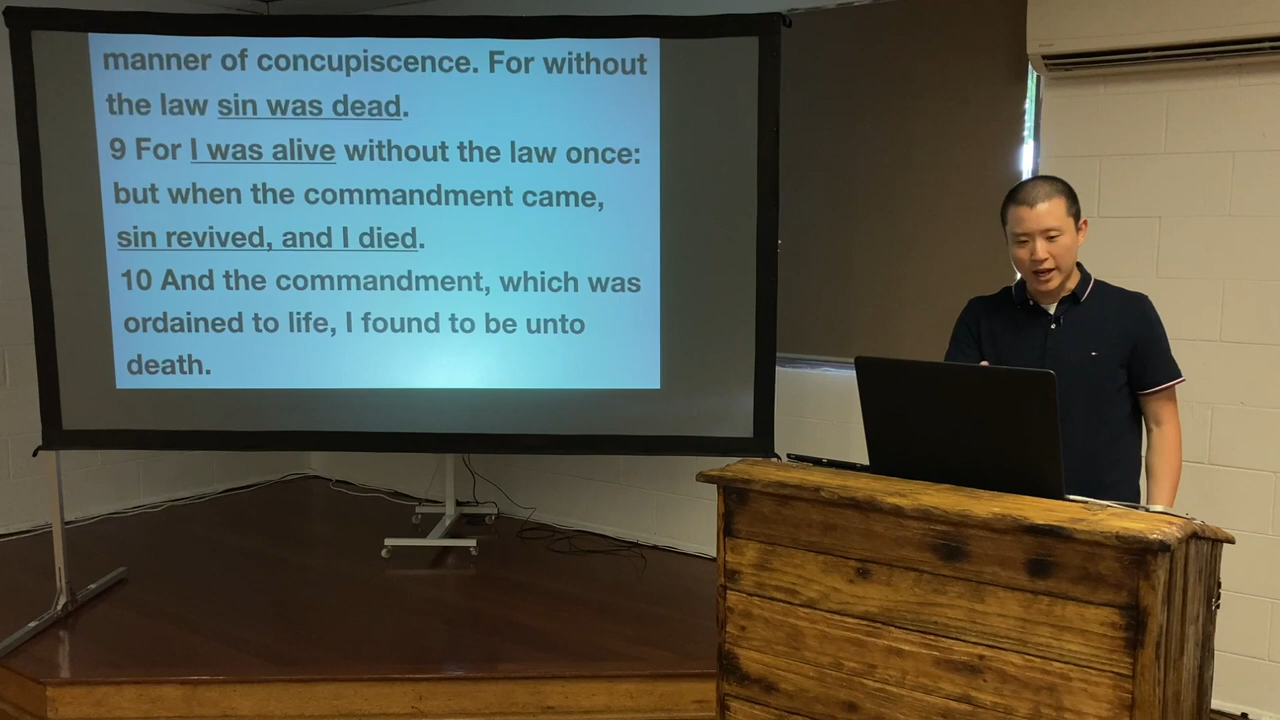 manner of concupiscence. For without
the law sin was dead.
9 For I was alive without the law once:
but when the commandment came,
sin revived, and I died.
10 And the commandment, which was
ordained to life, I found to be unto
death.